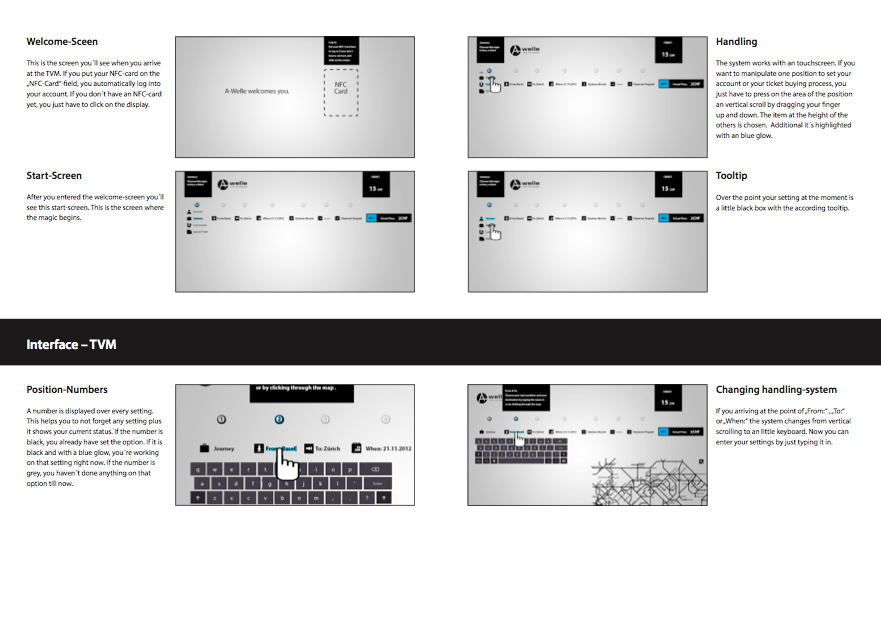 Welcome-Sceen
This is the screen you´ll see when you arrive
at the TVM. If you put your NFC-card on the
„NFC-Card"-field, you automatically log into
your account. If you don´t have an NFC-card
yet, you just have to click on the display.
A-Welle welcomes you.
NFC
Card
Welle
15 CHF
Handling
The system works with an touchscreen. If you
want to manipulate one position to set your
account or your ticket buying process, you
just have to press on the area of the position
an vertical scroll by dragging your finger
up and down. The item at the height of the
others is chosen. Additional it´s highlighted
with an blue glow.
Start-Screen
After you entered the welcome-screen you´ll
see this start-screen. This is the screen where
the magic begins.
Welle
15 CHF
Welle
15 CHF
Tooltip
Over the point your setting at the moment is
a little black box with the according tooltip.
Interface – TVM
Position-Numbers
A number is displayed over every setting.
This helps you to not forget any setting plus
it shows your current status. If the number is
black, you already have set the option. If it is
black and with a blue glow, you´re working
on that setting right now. If the number is
grey, you haven´t done anything on that
option till now.
or by clicking through the map .
1 2 3 4
Journey From: Basel To: Zürich When: 21.11.2012
q w e r t i o p
a s d f g h j k l
z x c v b n m , . ?
Well
15 CHF
Changing handling-system
If you arriving at the point of „From:" „To:"
or „When:" the system changes from vertical
scrolling to an little keyboard. Now you can
enter your settings by just typing it in.